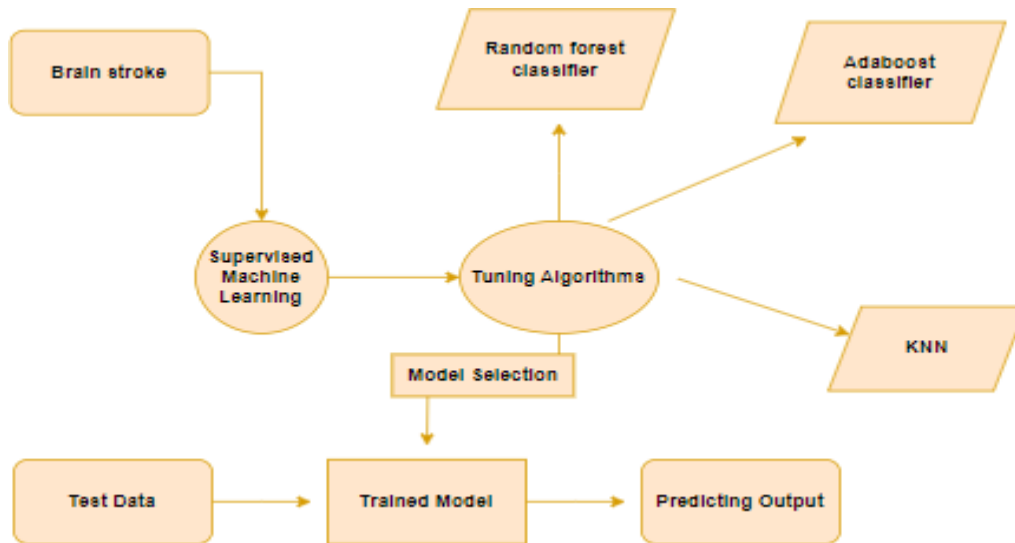 Brain stroke
Random forest
classifier
Adaboost
classifier
Supervised
Machine
Learning
Tuning Algorithms
KNN
Model Selection
Test Data
Trained Model
Predicting Output